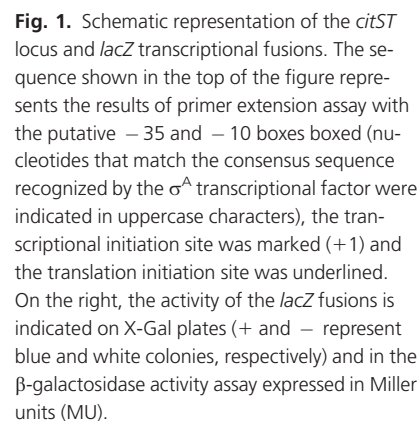 Fig. 1. Schematic representation of the citST
locus and lacZ transcriptional fusions. The se-
quence shown in the top of the figure repre-
sents the results of primer extension assay with
the putative − 35 and − 10 boxes boxed (nu-
cleotides that match the consensus sequence
recognized by the σᴬ transcriptional factor were
indicated in uppercase characters), the tran-
scriptional initiation site was marked (+1) and
the translation initiation site was underlined.
On the right, the activity of the lacZ fusions is
indicated on X-Gal plates (+ and − represent
blue and white colonies, respectively) and in the
β-galactosidase activity assay expressed in Miller
units (MU).